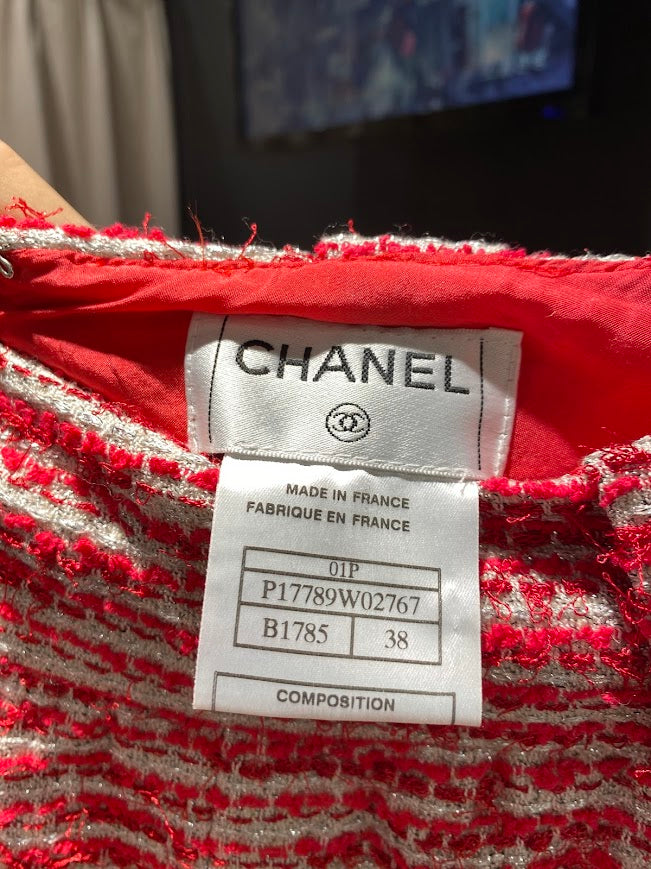 CHANEL
MADE IN FRANCE
FABRIQUE EN FRANCE
01P
P17789W02767
B1785 38
COMPOSITION